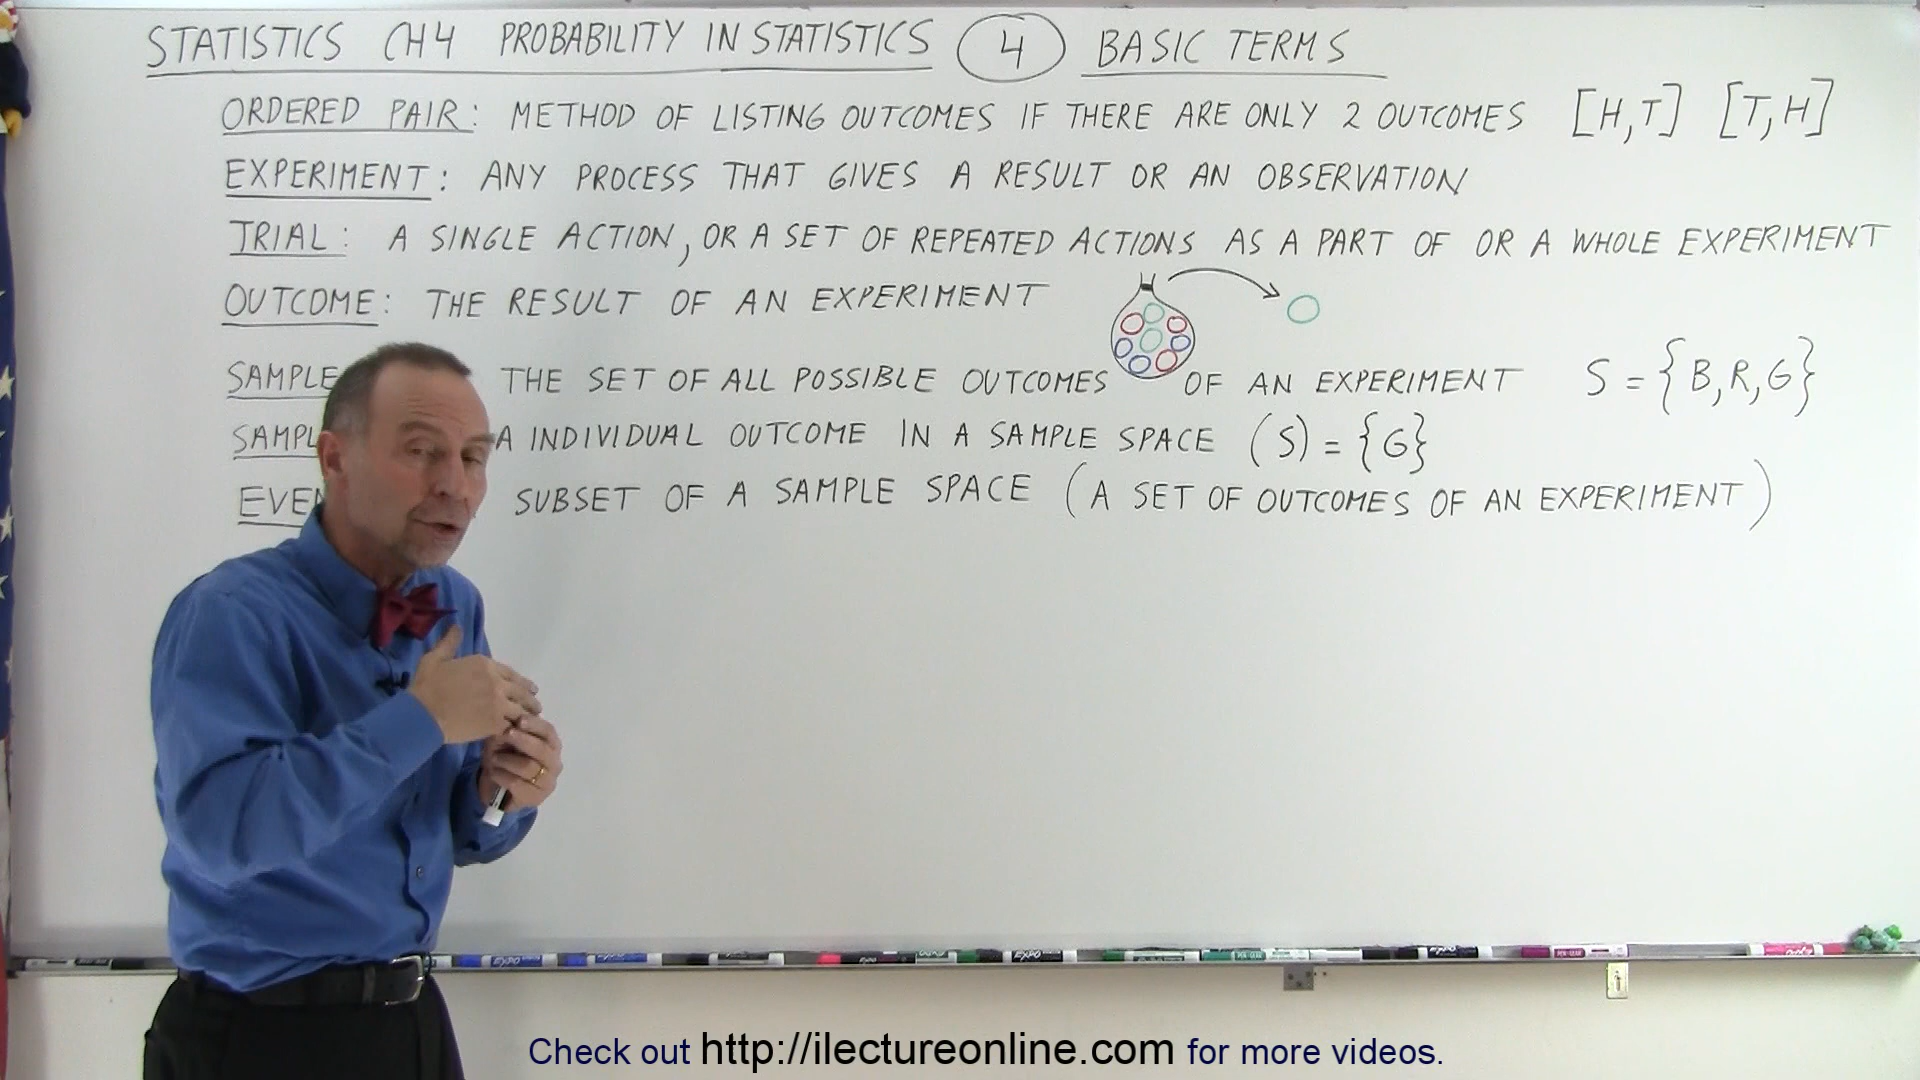 STATISTICS CH4 PROBABILITY IN STATISTICS 4 BASIC TERMS
ORDERED PAIR: METHOD OF LISTING OUTCOMES IF THERE ARE ONLY 2 OUTCOMES [H,T] [T,H]
EXPERIMENT: ANY PROCESS THAT GIVES A RESULT OR AN OBSERVATION
TRIAL: A SINGLE ACTION, OR A SET OF REPEATED ACTIONS AS A PART OF OR A WHOLE EXPERIMENT
OUTCOME: THE RESULT OF AN EXPERIMENT
SAMPLE THE SET OF ALL POSSIBLE OUTCOMES OF AN EXPERIMENT S = {B,R,G}
SAMPL A INDIVIDUAL OUTCOME IN A SAMPLE SPACE (S) = {G}
EVEN SUBSET OF A SAMPLE SPACE (A SET OF OUTCOMES OF AN EXPERIMENT)
Check out http://ilectureonline.com for more videos.